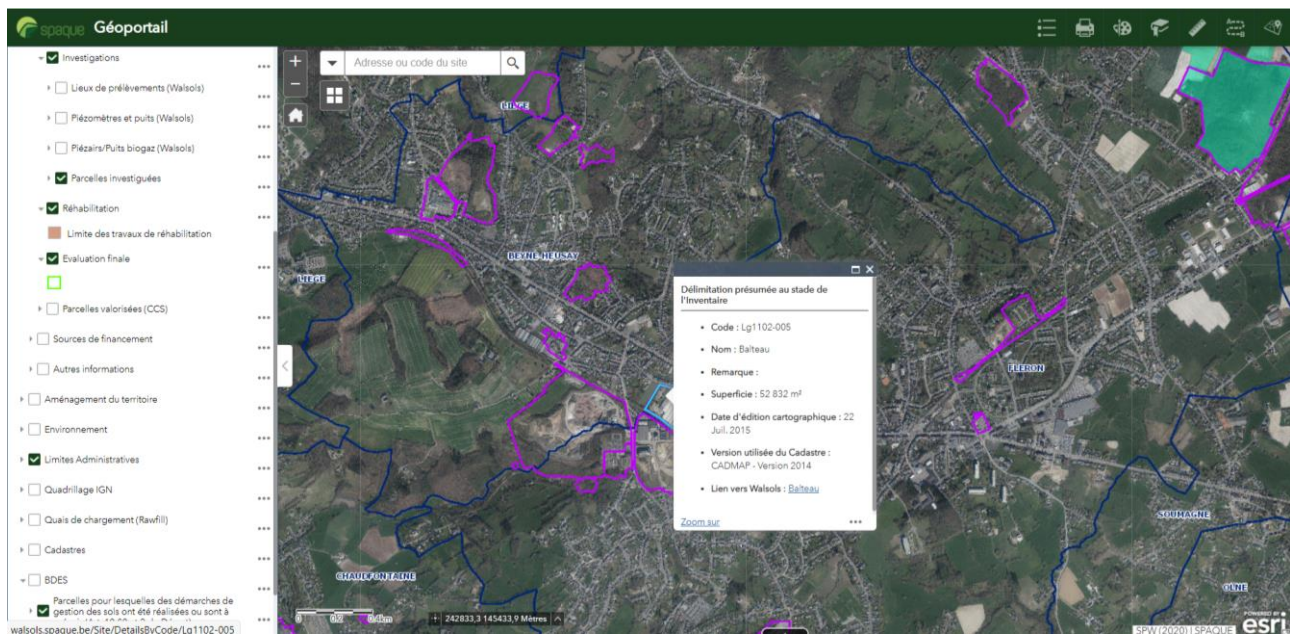 spaque Géoportail
Investigations
Lieux de prélèvements (Walsols)
Piézomètres et puits (Walsols)
Piézairs/Puits biogaz (Walsols)
Parcelles investiguées
Réhabilitation
Limite des travaux de réhabilitation
Evaluation finale
Parcelles valorisées (CCS)
Sources de financement
Autres informations
Aménagement du territoire
Environnement
Limites Administratives
Quadrillage IGN
Quais de chargement (Rawfill)
Cadastres
BDES
Parcelles pour lesquelles des démarches de
gestion des sols ont été réalisées ou sont à
walsols.spaque.be/Site/DetailsByCode/Lg1102-005
+
Adresse ou code du site
−
LIEGE
BEYNE-HEUSAY
LIEGE
FLERON
SOUMAGNE
CHAUDFONTAINE
OLNE
Délimitation présumée au stade de
l'Inventaire
Code : Lg1102-005
Nom : Balteau
Remarque :
Superficie : 52 832 m²
Date d'édition cartographique : 22
Juil. 2015
Version utilisée du Cadastre :
CADMAP - Version 2014
Lien vers Walsols : Balteau
Zoom sur
0 0.2 0.4km
242833,3 145433,9 Mètres
SPW (2020) | SPAQUE
POWERED BY
esri